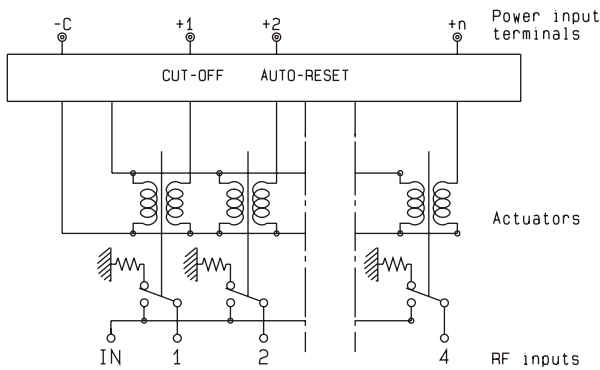 -C +1 +2 +n Power input
terminals
CUT-OFF AUTO-RESET
Actuators
IN 1 2 4 RF inputs